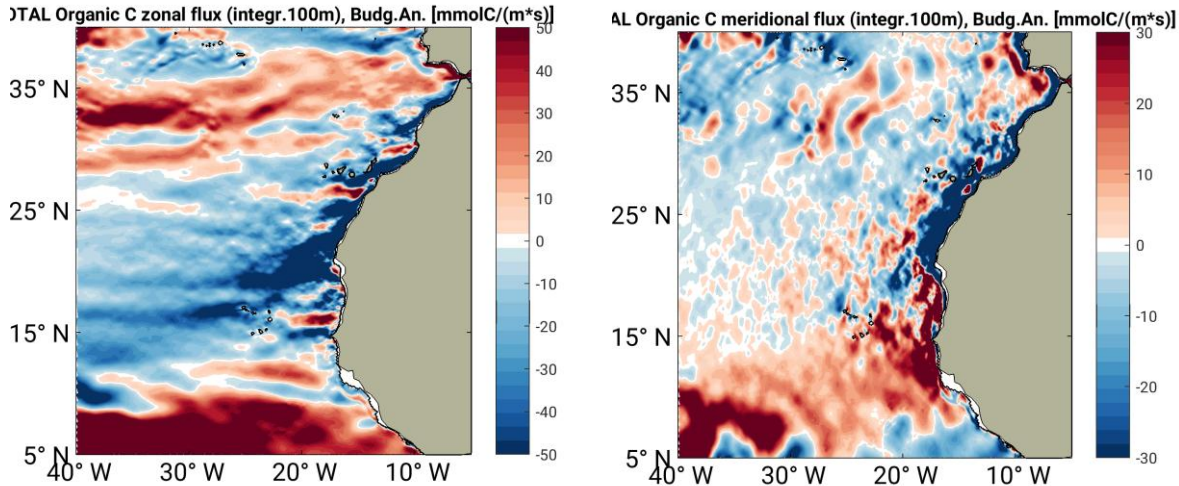 OTAL Organic C zonal flux (integr.100m), Budg.An. [mmolC/(m*s)]
35° N
25° N
15° N
5° N
40° W
30° W
20° W
10° W
50
40
30
20
10
0
-10
-20
-30
-40
-50
AL Organic C meridional flux (integr.100m), Budg.An. [mmolC/(m*s)]
35° N
25° N
15° N
5° N
40° W
30° W
20° W
10° W
30
20
10
0
-10
-20
-30